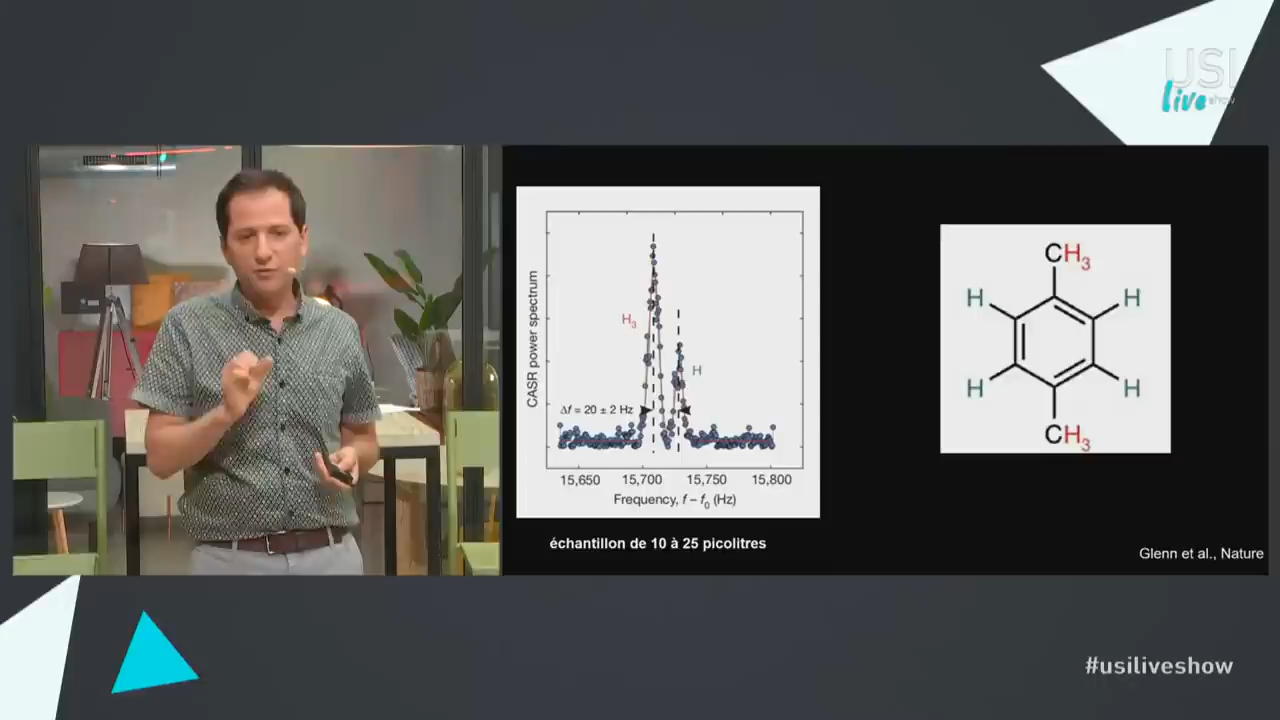 USI
live show
CASR power spectrum
H3
H
Δf = 20 ± 2 Hz
15,650 15,700 15,750 15,800
Frequency, f – f0 (Hz)
échantillon de 10 à 25 picolitres
CH3
H H
H H
CH3
Glenn et al., Nature
#usiliveshow